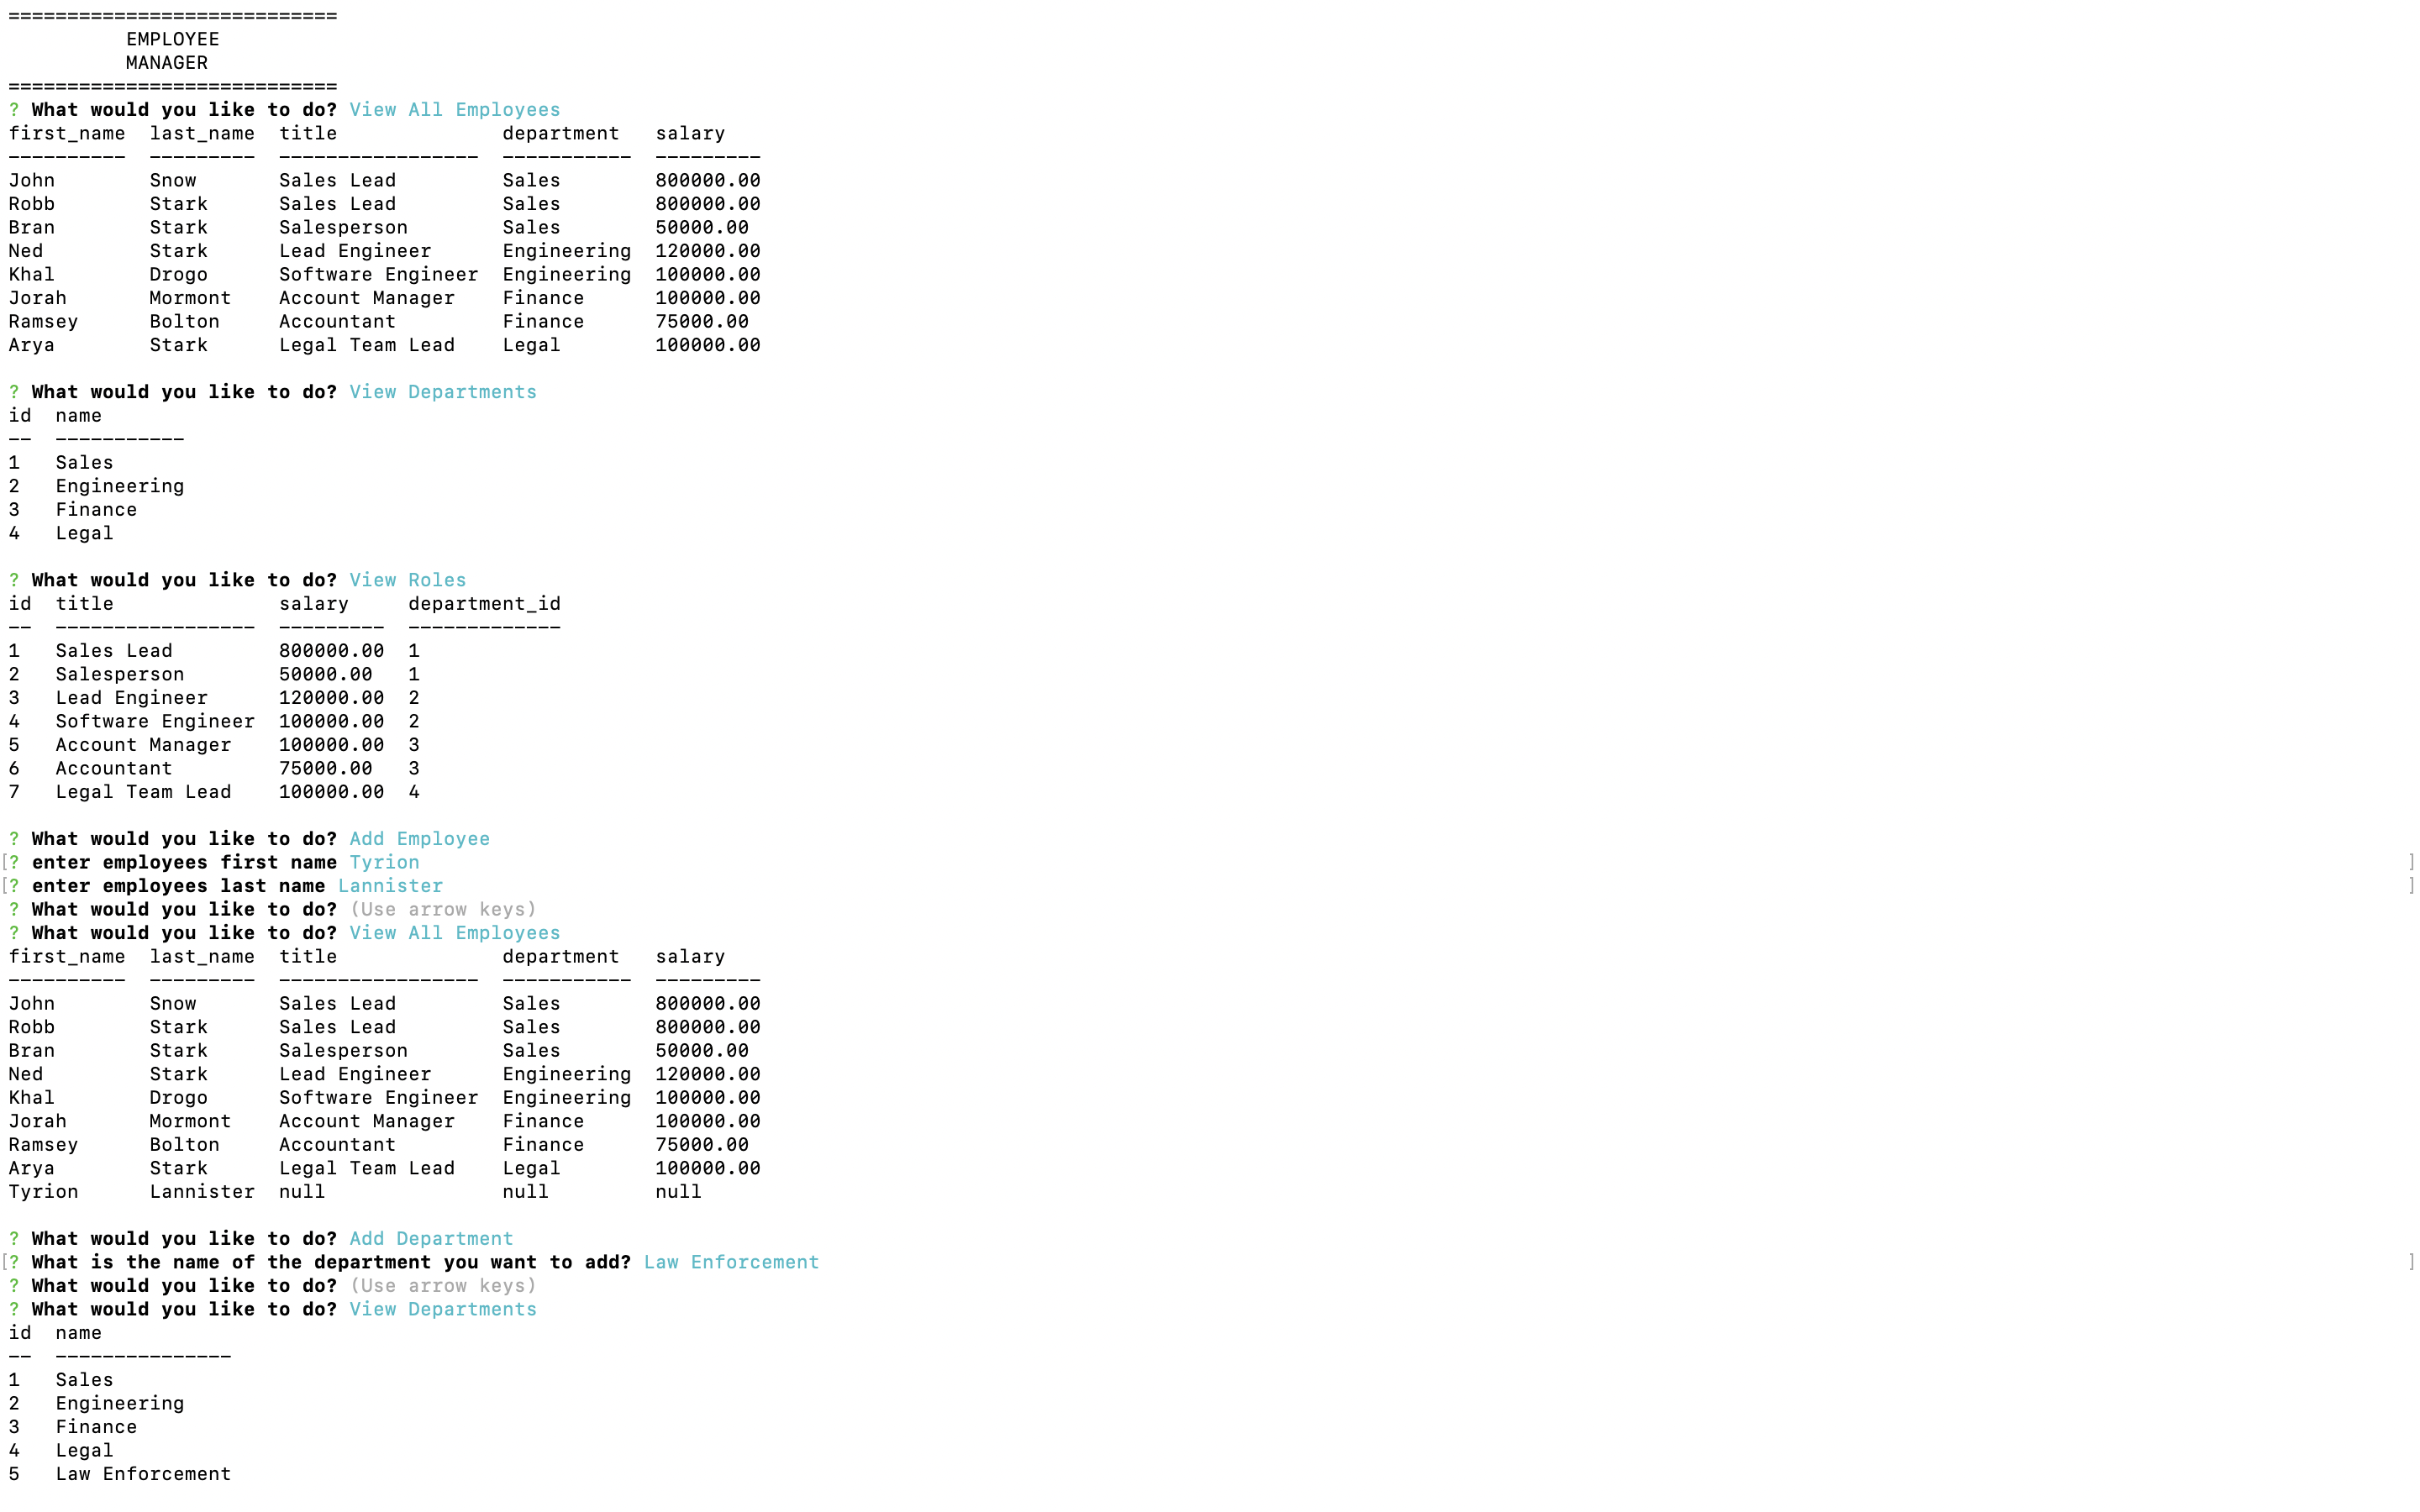 ============================
          EMPLOYEE
          MANAGER
============================
? What would you like to do? View All Employees
first_name  last_name  title              department   salary
----------  ---------  -----------------  -----------  ---------
John        Snow       Sales Lead         Sales        800000.00
Robb        Stark      Sales Lead         Sales        800000.00
Bran        Stark      Salesperson        Sales        50000.00
Ned         Stark      Lead Engineer      Engineering  120000.00
Khal        Drogo      Software Engineer  Engineering  100000.00
Jorah       Mormont    Account Manager    Finance      100000.00
Ramsey      Bolton     Accountant         Finance      75000.00
Arya        Stark      Legal Team Lead    Legal        100000.00

? What would you like to do? View Departments
id  name
--  -----------
1   Sales
2   Engineering
3   Finance
4   Legal

? What would you like to do? View Roles
id  title              salary     department_id
--  -----------------  ---------  -------------
1   Sales Lead         800000.00  1
2   Salesperson        50000.00   1
3   Lead Engineer      120000.00  2
4   Software Engineer  100000.00  2
5   Account Manager    100000.00  3
6   Accountant         75000.00   3
7   Legal Team Lead    100000.00  4

? What would you like to do? Add Employee
[? enter employees first name Tyrion ]
[? enter employees last name Lannister ]
? What would you like to do? (Use arrow keys)
? What would you like to do? View All Employees
first_name  last_name  title              department   salary
----------  ---------  -----------------  -----------  ---------
John        Snow       Sales Lead         Sales        800000.00
Robb        Stark      Sales Lead         Sales        800000.00
Bran        Stark      Salesperson        Sales        50000.00
Ned         Stark      Lead Engineer      Engineering  120000.00
Khal        Drogo      Software Engineer  Engineering  100000.00
Jorah       Mormont    Account Manager    Finance      100000.00
Ramsey      Bolton     Accountant         Finance      75000.00
Arya        Stark      Legal Team Lead    Legal        100000.00
Tyrion      Lannister  null               null         null

? What would you like to do? Add Department
[? What is the name of the department you want to add? Law Enforcement ]
? What would you like to do? (Use arrow keys)
? What would you like to do? View Departments
id  name
--  ---------------
1   Sales
2   Engineering
3   Finance
4   Legal
5   Law Enforcement